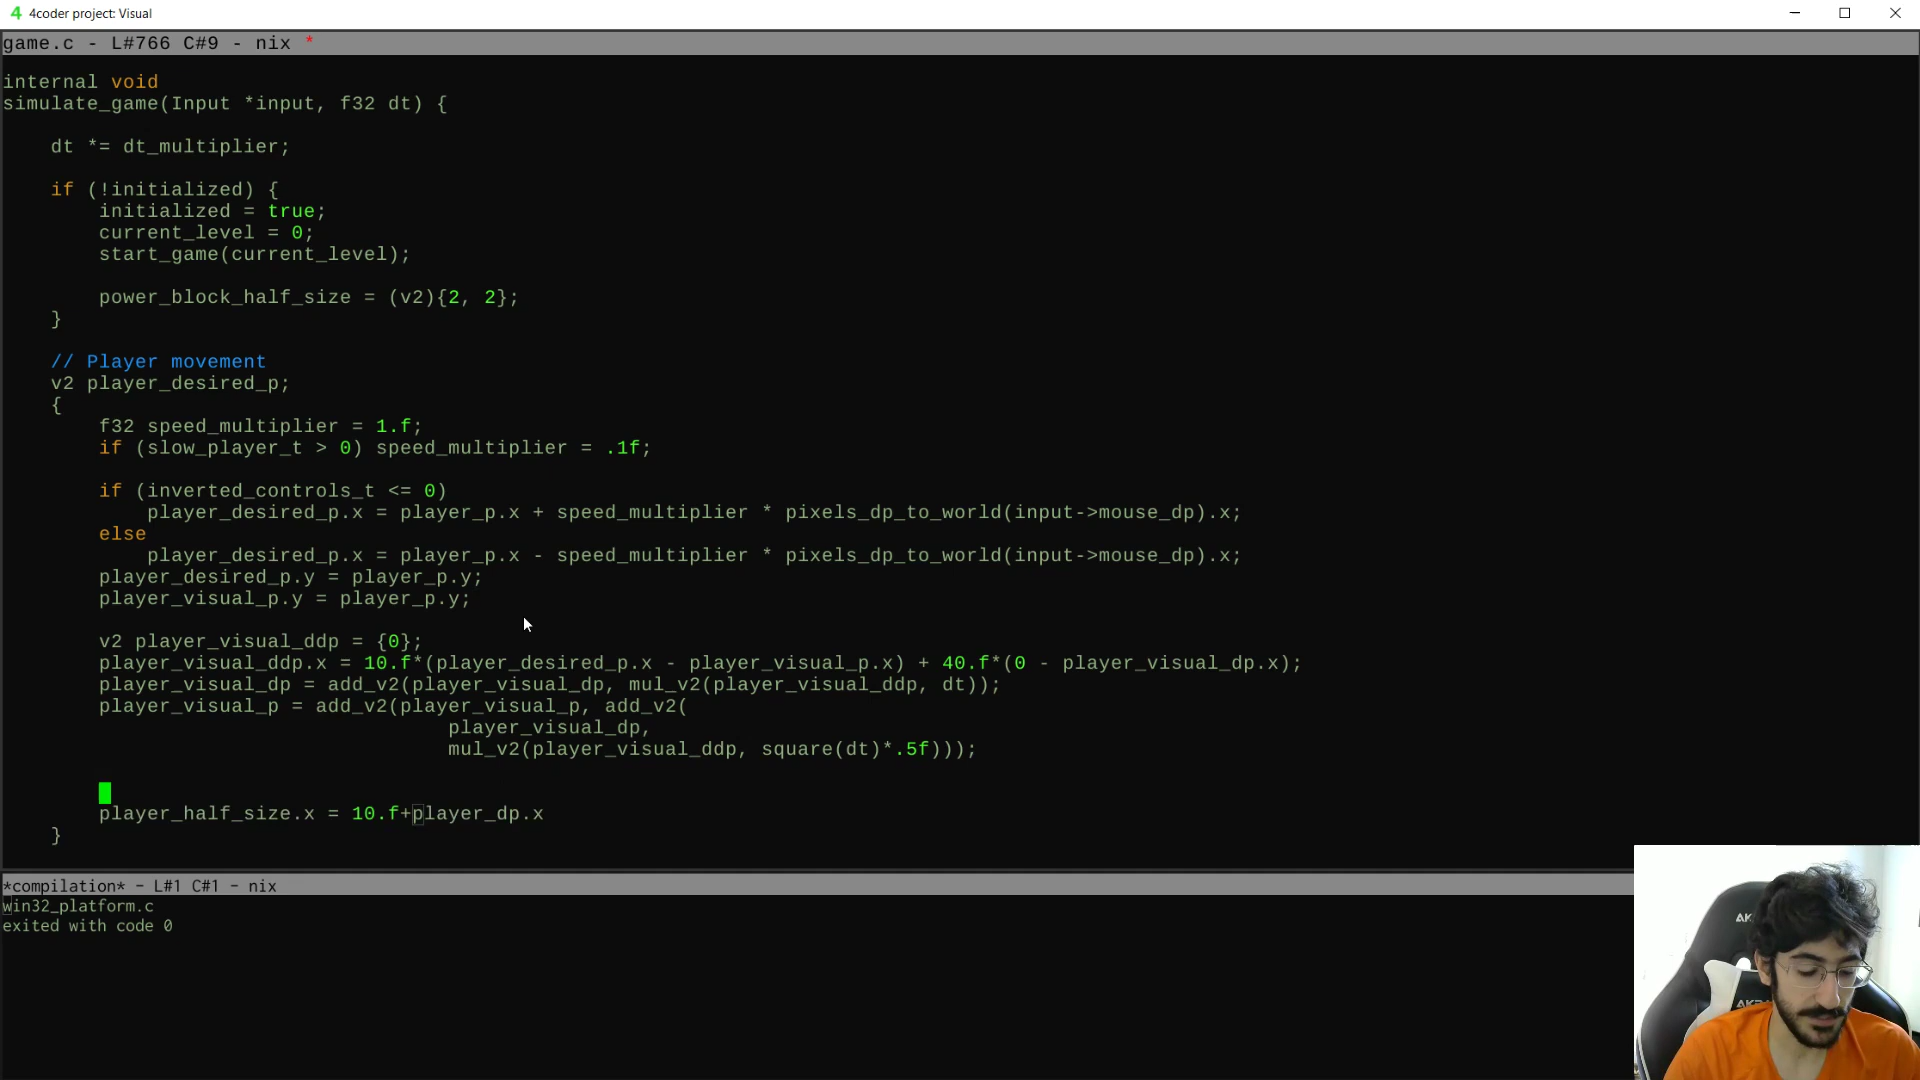 4 4coder project: Visual
game.c - L#766 C#9 - nix *
internal void
simulate_game(Input *input, f32 dt) {
dt *= dt_multiplier;
if (!initialized) {
initialized = true;
current_level = 0;
start_game(current_level);
power_block_half_size = (v2){2, 2};
}
// Player movement
v2 player_desired_p;
{
f32 speed_multiplier = 1.f;
if (slow_player_t > 0) speed_multiplier = .1f;
if (inverted_controls_t <= 0)
player_desired_p.x = player_p.x + speed_multiplier * pixels_dp_to_world(input->mouse_dp).x;
else
player_desired_p.x = player_p.x - speed_multiplier * pixels_dp_to_world(input->mouse_dp).x;
player_desired_p.y = player_p.y;
player_visual_p.y = player_p.y;
v2 player_visual_ddp = {0};
player_visual_ddp.x = 10.f*(player_desired_p.x - player_visual_p.x) + 40.f*(0 - player_visual_dp.x);
player_visual_dp = add_v2(player_visual_dp, mul_v2(player_visual_ddp, dt));
player_visual_p = add_v2(player_visual_p, add_v2(
player_visual_dp,
mul_v2(player_visual_ddp, square(dt)*.5f)));
player_half_size.x = 10.f+player_dp.x
}
*compilation* - L#1 C#1 - nix
win32_platform.c
exited with code 0